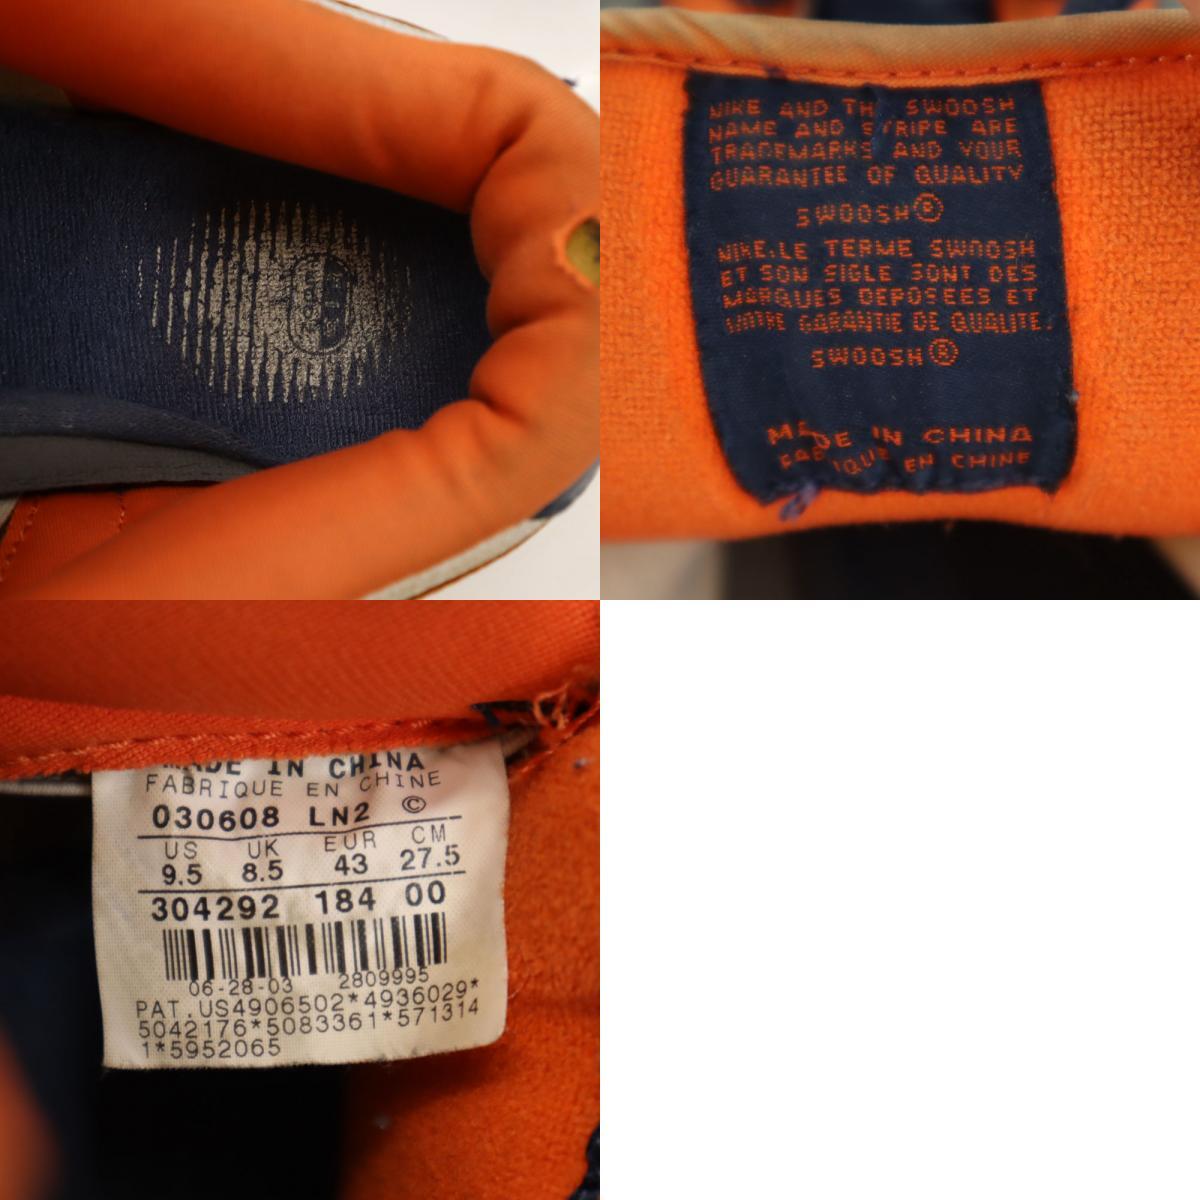 NIKE AND THE SWOOSH
NAME AND STRIPE ARE
TRADEMARKS AND YOUR
GUARANTEE OF QUALITY
SWOOSH®
NIKE.LE TERME SWOOSH
ET SON SIGLE SONT DES
MARQUES DEPOSEES ET
VOTRE GARANTIE DE QUALITE.
SWOOSH®
MADE IN CHINA
FABRIQUE EN CHINE
MADE IN CHINA
FABRIQUE EN CHINE
030608 LN2 ©
US UK EUR CM
9.5 8.5 43 27.5
304292 184 00
06-28-03 2809995
PAT.US4906502*4936029*
5042176*5083361*571314
1*5952065